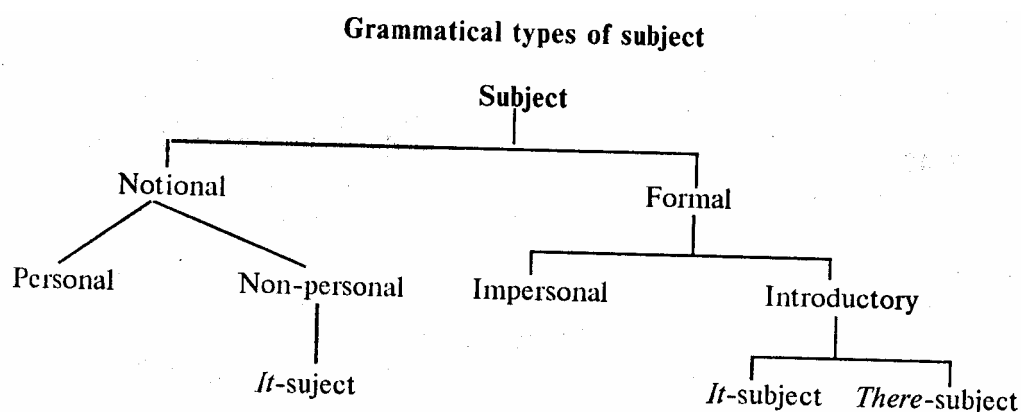 Grammatical types of subject
Subject
Notional Formal
Personal Non-personal Impersonal Introductory
It-suject It-subject There-subject